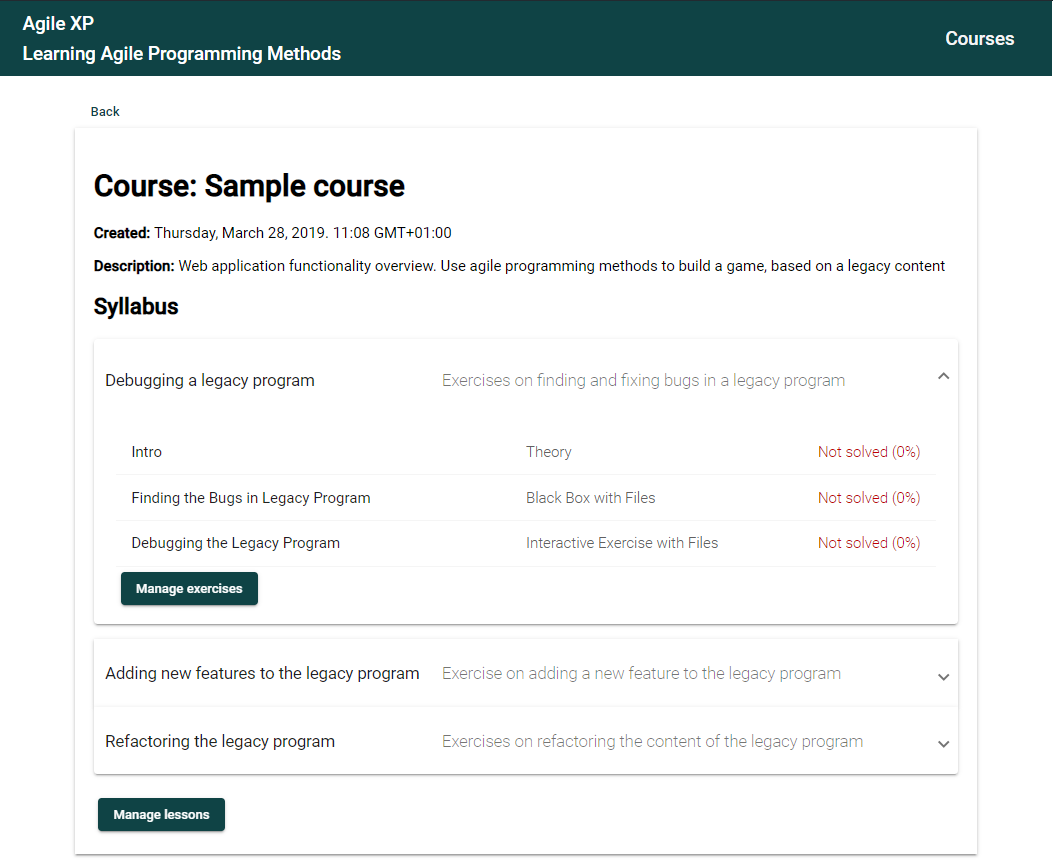 Agile XP
Learning Agile Programming Methods
Courses
Back
Course: Sample course
Created: Thursday, March 28, 2019. 11:08 GMT+01:00
Description: Web application functionality overview. Use agile programming methods to build a game, based on a legacy content
Syllabus
Debugging a legacy program Exercises on finding and fixing bugs in a legacy program
Intro Theory Not solved (0%)
Finding the Bugs in Legacy Program Black Box with Files Not solved (0%)
Debugging the Legacy Program Interactive Exercise with Files Not solved (0%)
Manage exercises
Adding new features to the legacy program Exercise on adding a new feature to the legacy program
Refactoring the legacy program Exercises on refactoring the content of the legacy program
Manage lessons